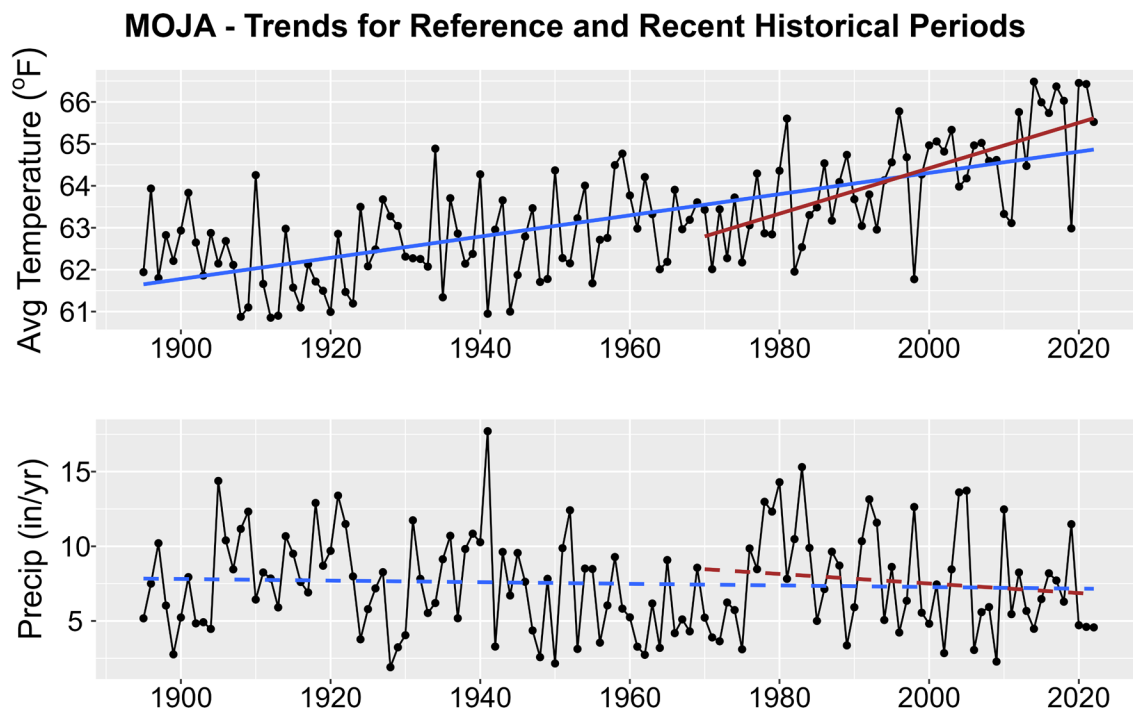 MOJA - Trends for Reference and Recent Historical Periods
Avg Temperature (°F)
66
65
64
63
62
61
1900 1920 1940 1960 1980 2000 2020
Precip (in/yr)
15
10
5
1900 1920 1940 1960 1980 2000 2020